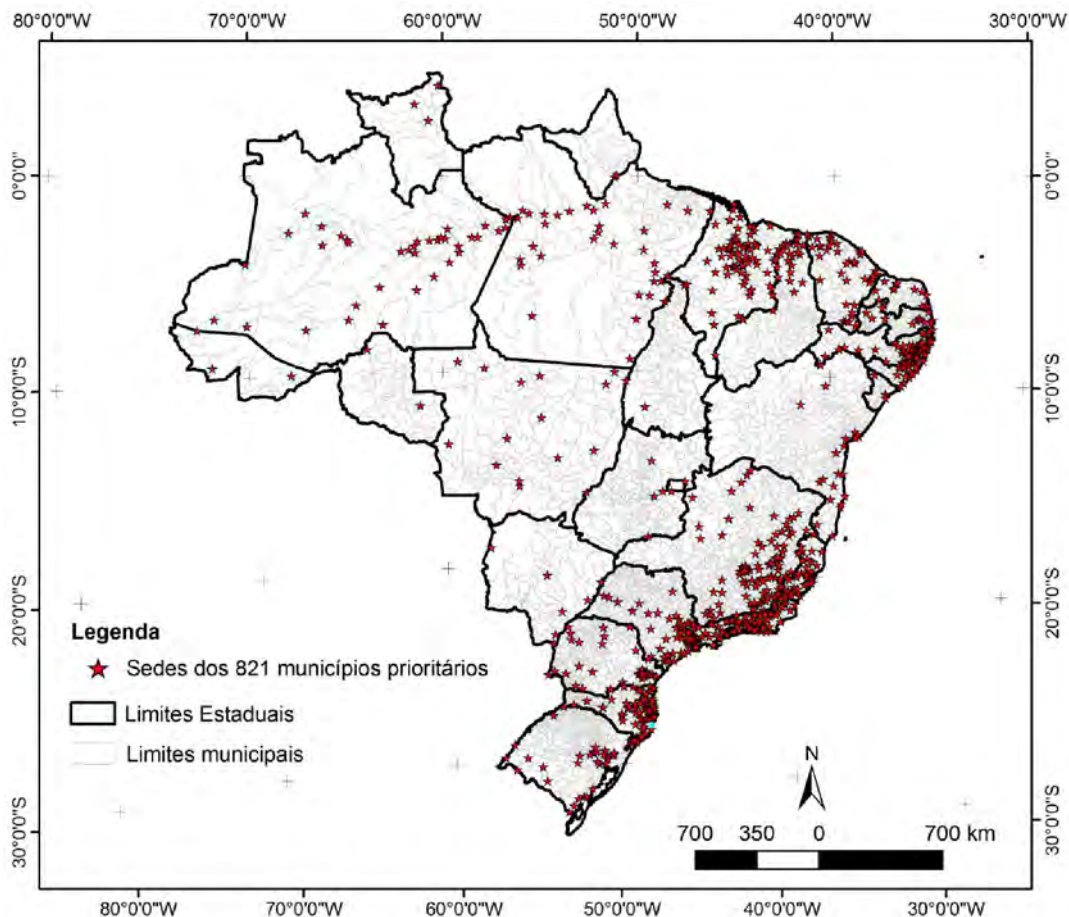 80°0'0"W 70°0'0"W 60°0'0"W 50°0'0"W 40°0'0"W 30°0'0"W
0°0'0" 0°0'0"
10°0'0"S 10°0'0"S
20°0'0"S 20°0'0"S
Legenda
Sedes dos 821 municípios prioritários
Limites Estaduais
Limites municipais
N
700 350 0 700 km
30°0'0"S 30°0'0"S
80°0'0"W 70°0'0"W 60°0'0"W 50°0'0"W 40°0'0"W 30°0'0"W